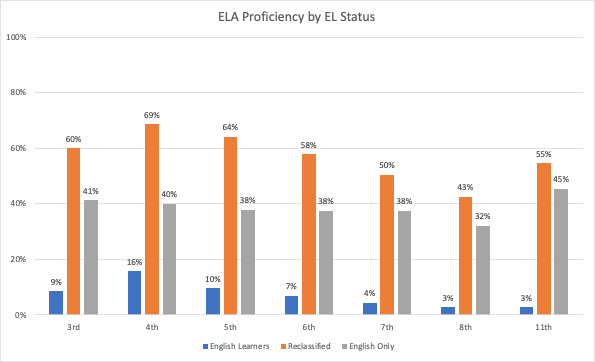 ELA Proficiency by EL Status
100%
80%
60%
40%
20%
0%
9% 60% 41%
16% 69% 40%
10% 64% 38%
7% 58% 38%
4% 50% 38%
3% 43% 32%
3% 55% 45%
3rd 4th 5th 6th 7th 8th 11th
English Learners Reclassified English Only